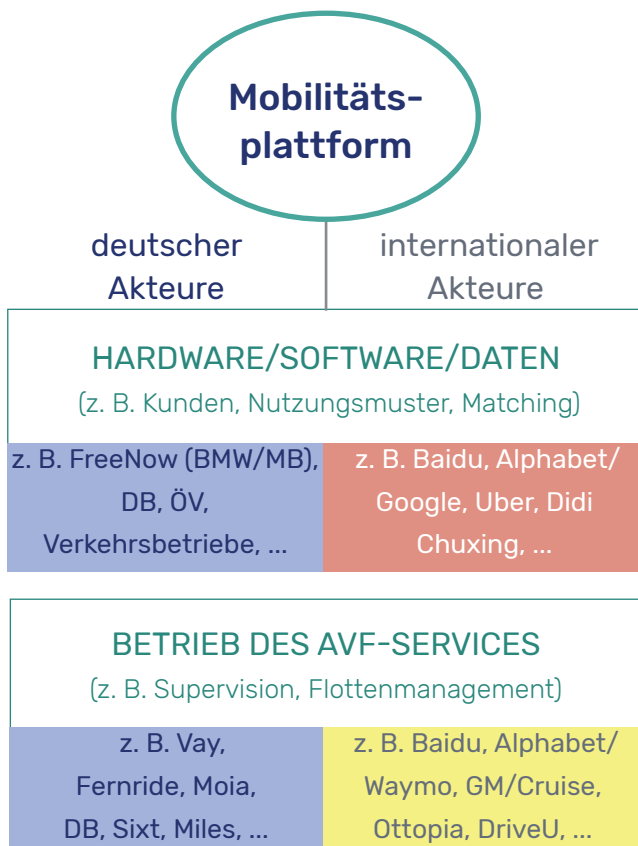 Mobilitäts-
plattform
deutscher
Akteure
internationaler
Akteure
HARDWARE/SOFTWARE/DATEN
(z. B. Kunden, Nutzungsmuster, Matching)
z. B. FreeNow (BMW/MB),
DB, ÖV,
Verkehrsbetriebe, ...
z. B. Baidu, Alphabet/
Google, Uber, Didi
Chuxing, ...
BETRIEB DES AVF-SERVICES
(z. B. Supervision, Flottenmanagement)
z. B. Vay,
Fernride, Moia,
DB, Sixt, Miles, ...
z. B. Baidu, Alphabet/
Waymo, GM/Cruise,
Ottopia, DriveU, ...